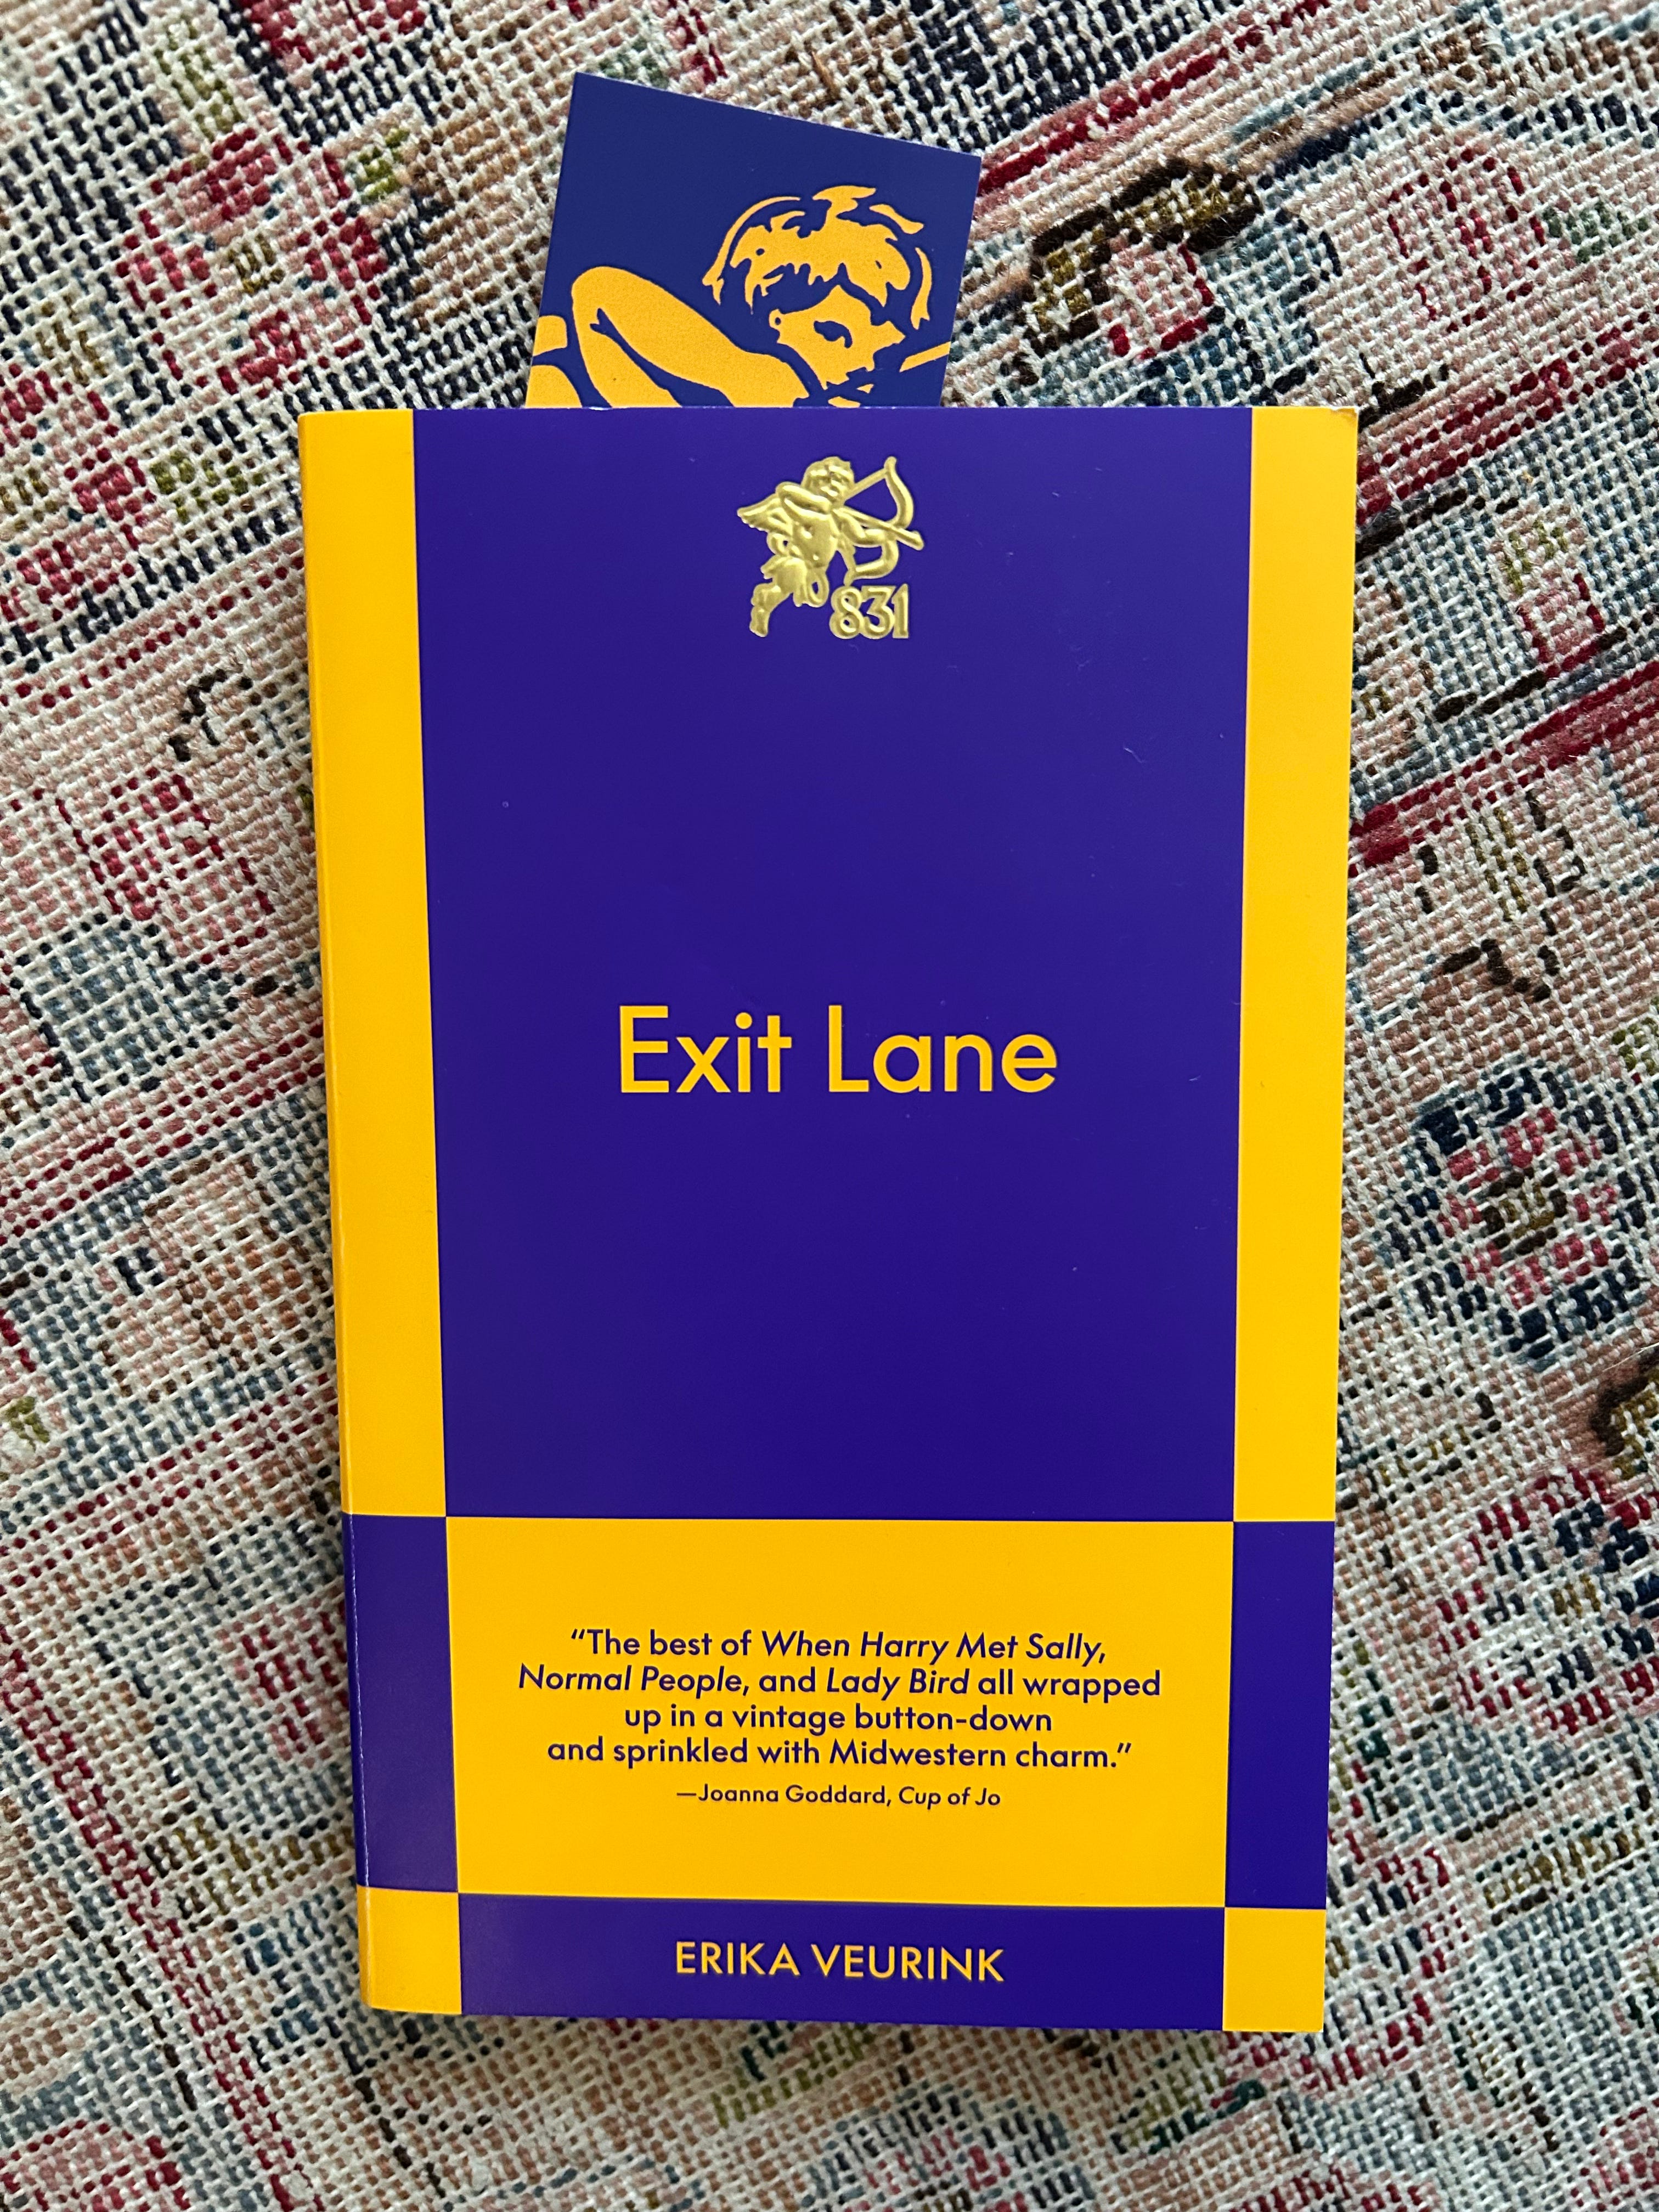 831
Exit Lane
“The best of When Harry Met Sally,
Normal People, and Lady Bird all wrapped
up in a vintage button-down
and sprinkled with Midwestern charm.”
—Joanna Goddard, Cup of Jo
ERIKA VEURINK